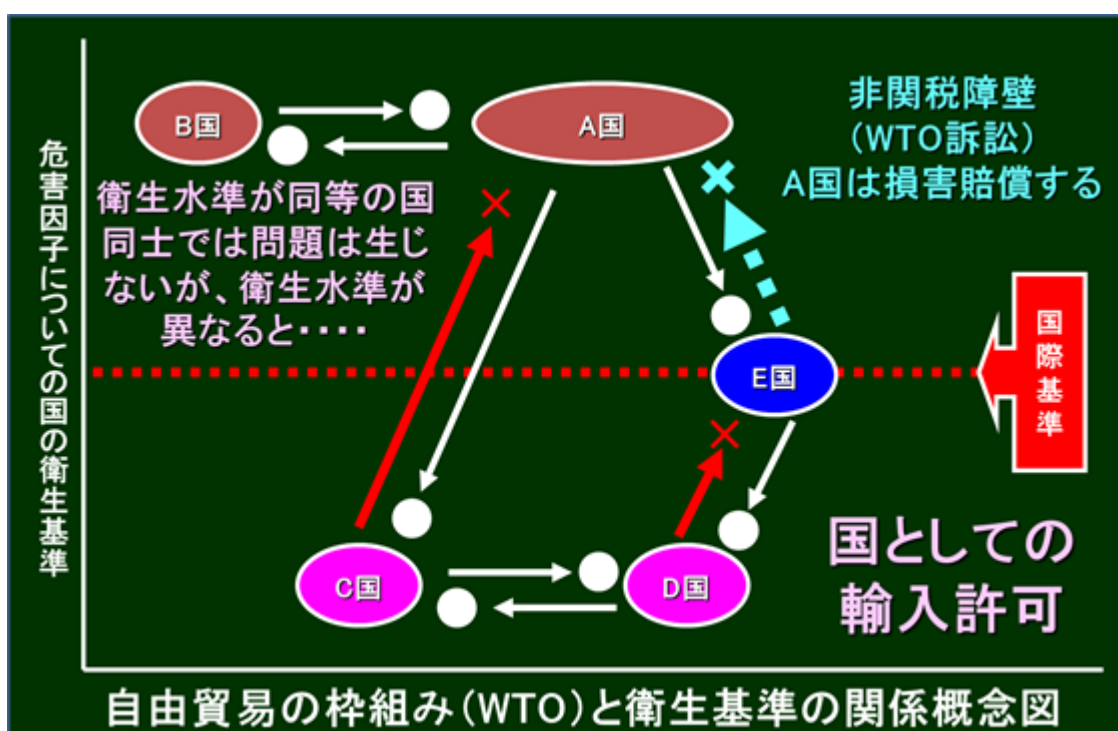 危害因子についての国の衛生基準
B国
A国
非関税障壁
（WTO訴訟）
A国は損害賠償する
衛生水準が同等の国
同士では問題は生じ
ないが、衛生水準が
異なると・・・・
国際基準
E国
C国
D国
国としての
輸入許可
自由貿易の枠組み（WTO）と衛生基準の関係概念図